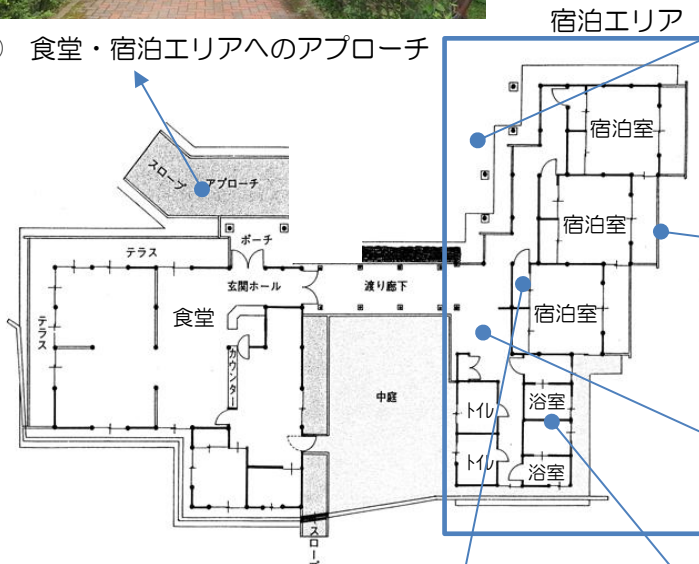 宿泊エリア
食堂・宿泊エリアへのアプローチ
スロープ
アプローチ
宿泊室
ポーチ
宿泊室
テラス
玄関ホール
渡り廊下
テラス
食堂
宿泊室
カウンター
中庭
トイレ
浴室
トイレ
浴室
スロープ